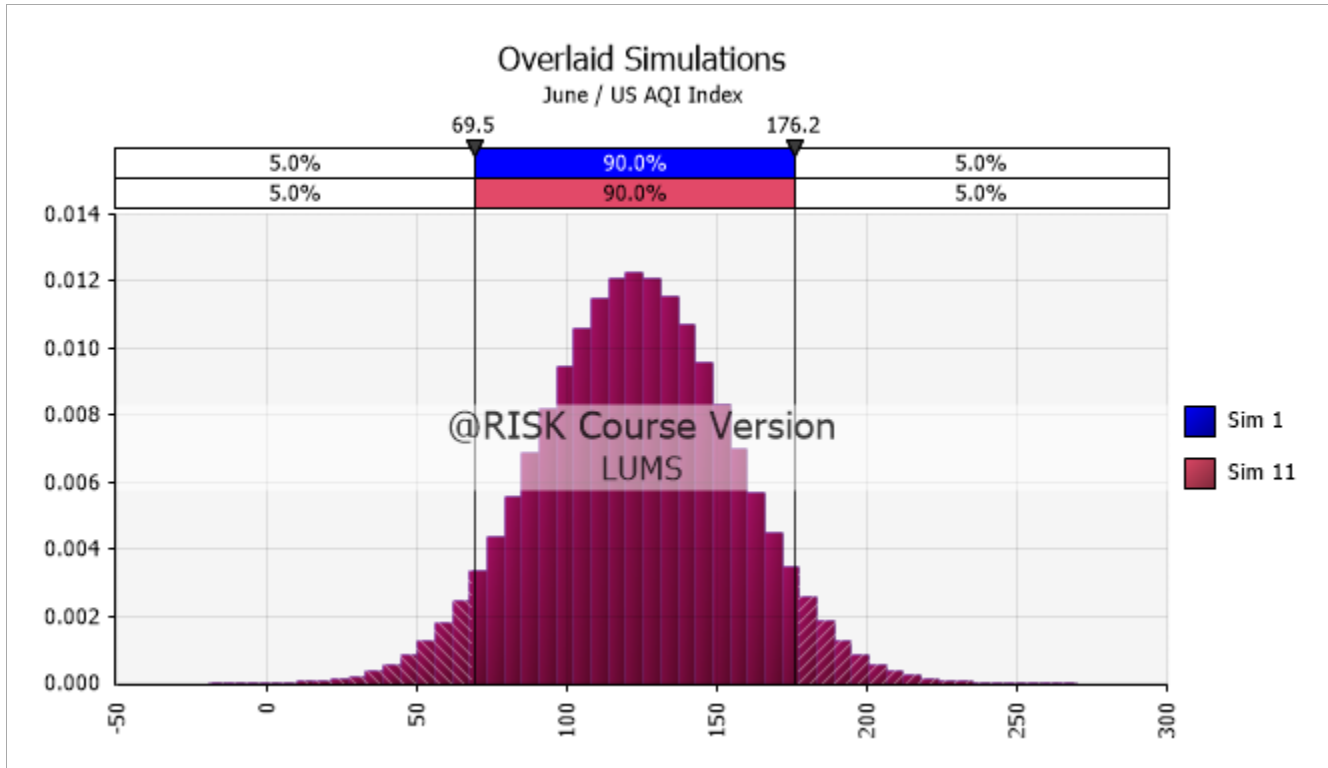 Overlaid Simulations
June / US AQI Index
69.5 176.2
5.0% 90.0% 5.0%
5.0% 90.0% 5.0%
0.014
0.012
0.010
0.008
0.006
0.004
0.002
0.000
@RISK Course Version
LUMS
Sim 1
Sim 11
-50 0 50 100 150 200 250 300